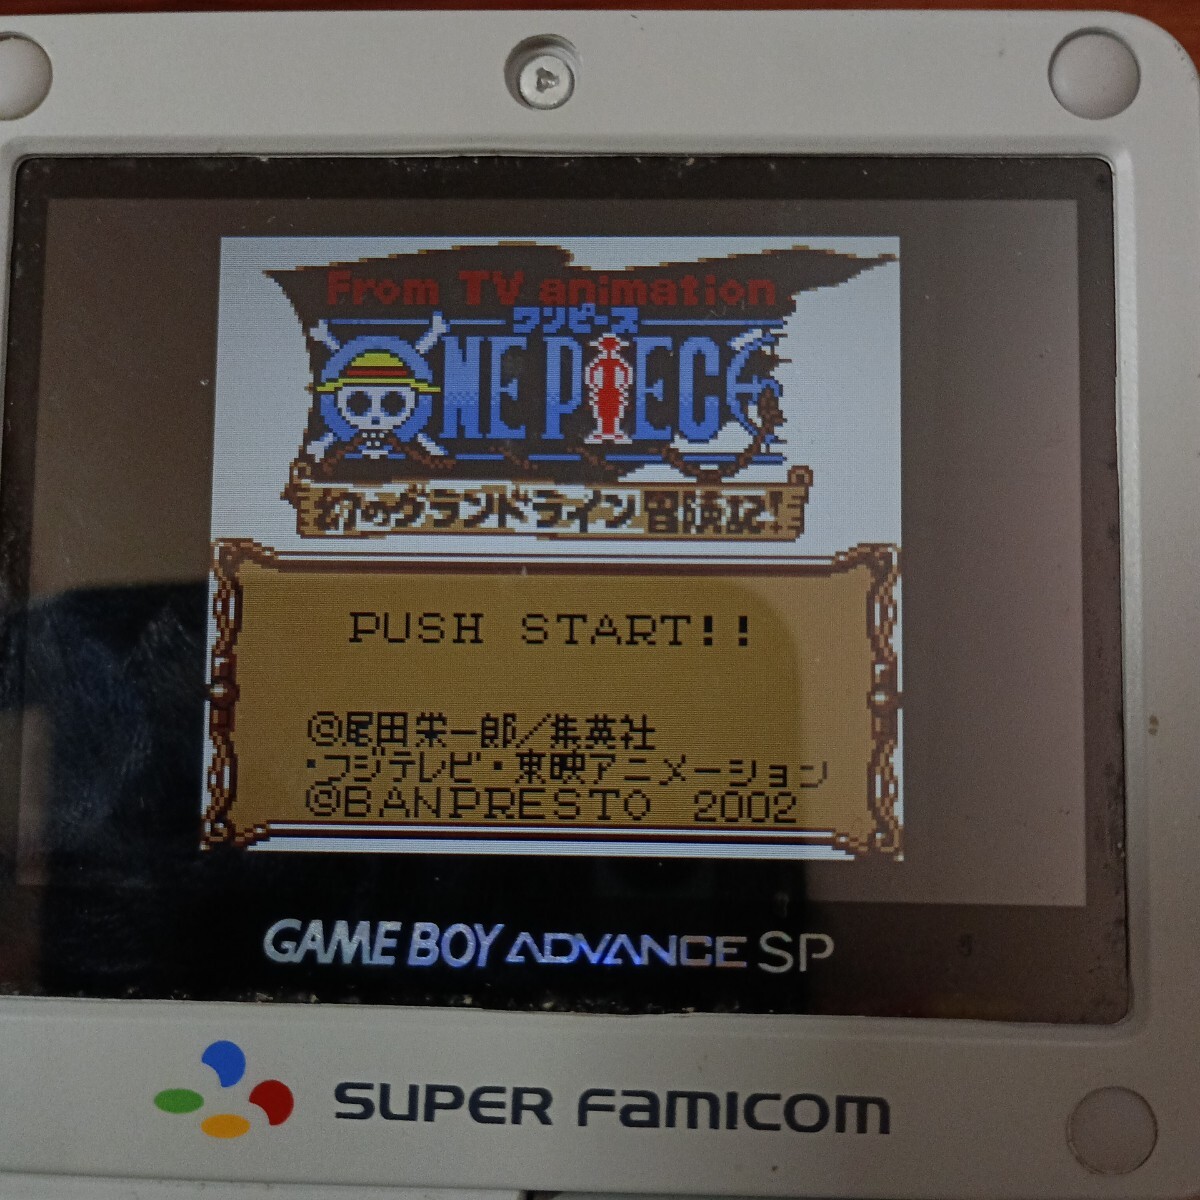 From TV animation
ワンピース
ONE PIECE
幻のグランドライン冒険記!
PUSH START!!
©尾田栄一郎/集英社
・フジテレビ・東映アニメーション
©BANPRESTO 2002
GAME BOY ADVANCE SP
SUPER FAMICOM